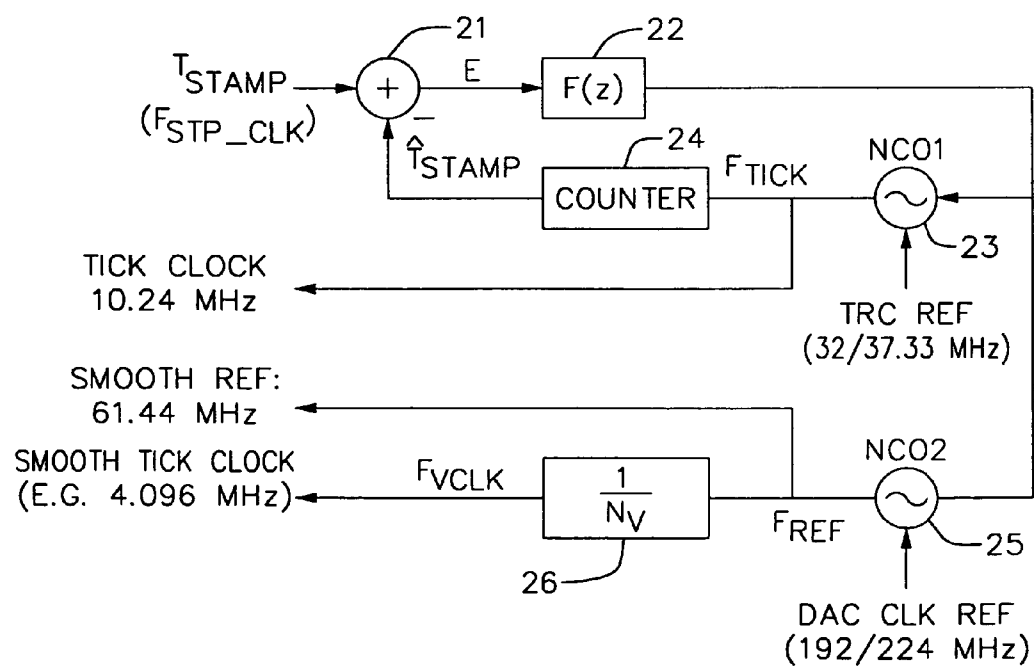 21
22
T_STAMP
(F_STP_CLK)
+
−
E
F(z)
T̂_STAMP
24
COUNTER
F_TICK
NCO1
23
TICK CLOCK
10.24 MHz
TRC REF
(32/37.33 MHz)
SMOOTH REF:
61.44 MHz
SMOOTH TICK CLOCK
(E.G. 4.096 MHz)
F_VCLK
1
N_V
26
F_REF
NCO2
25
DAC CLK REF
(192/224 MHz)